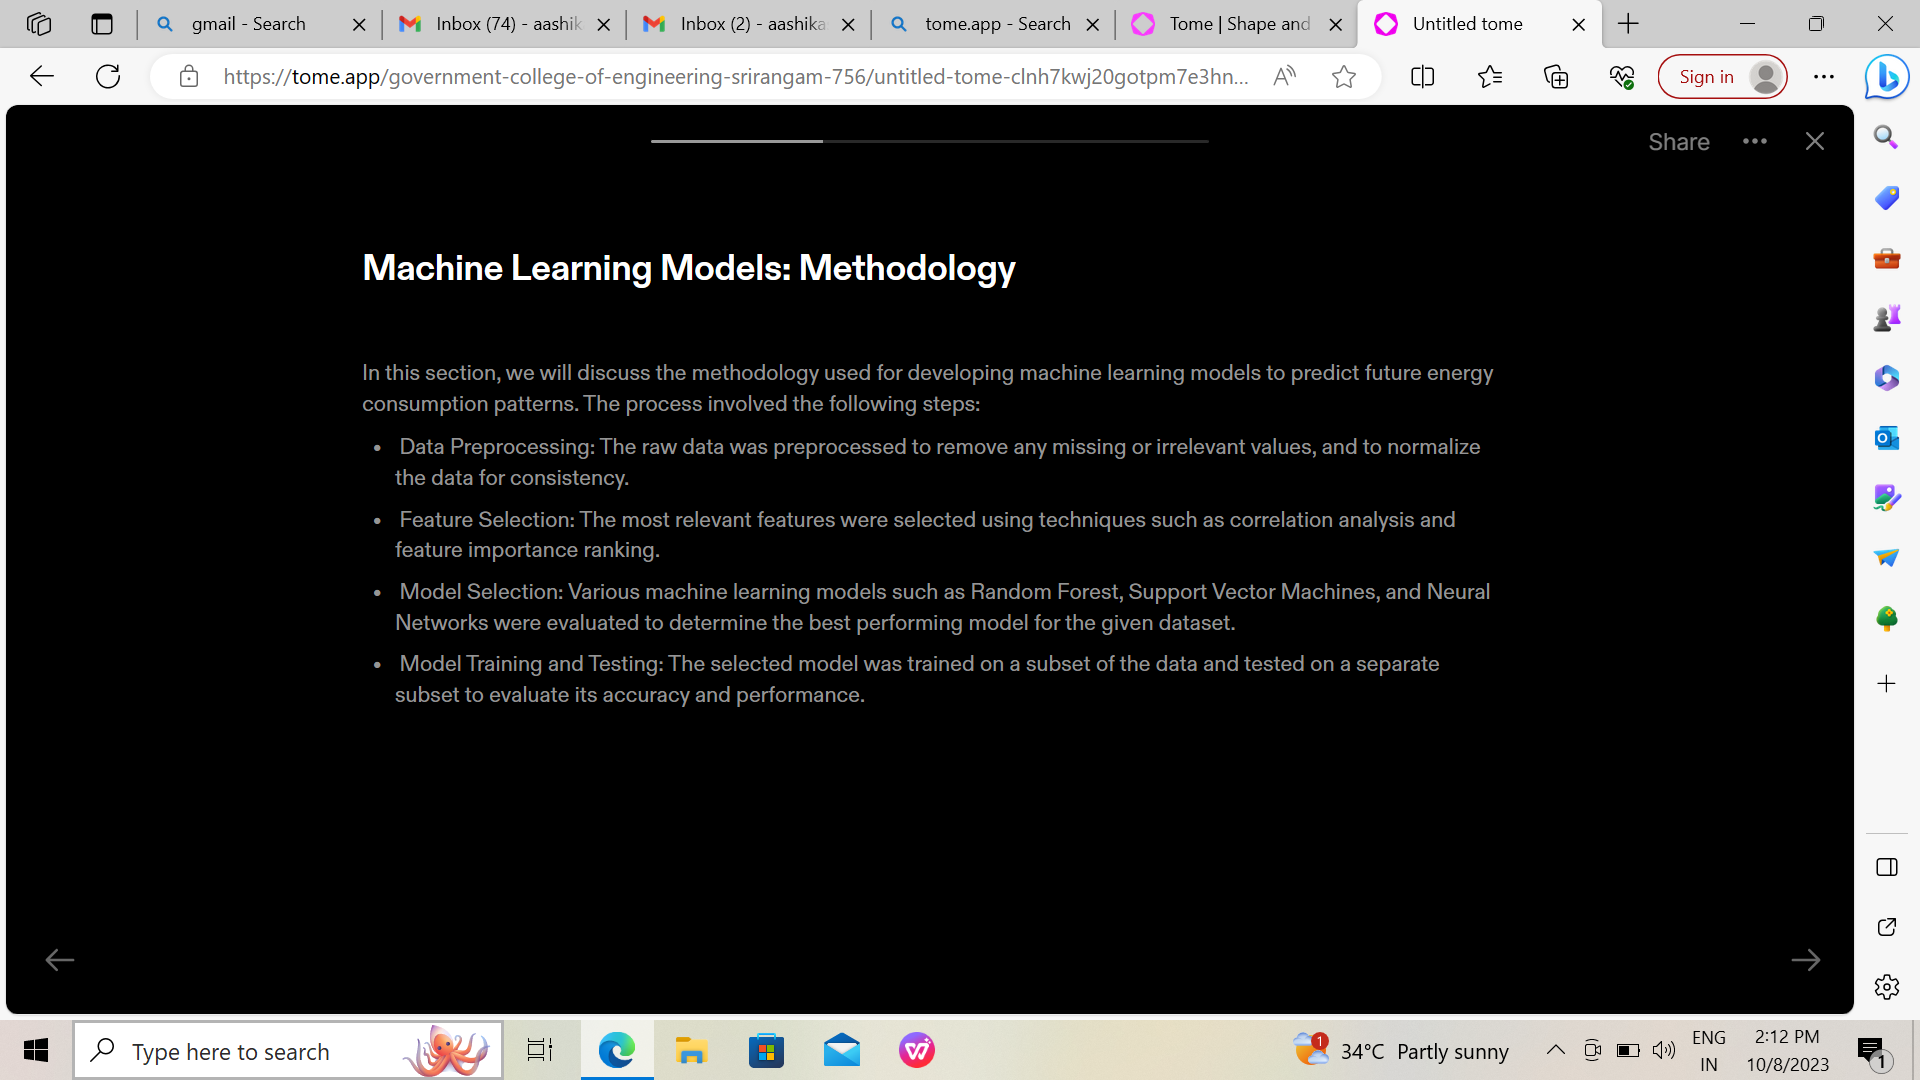 gmail - Search
Inbox (74) - aashik
Inbox (2) - aashika
tome.app - Search
Tome | Shape and
Untitled tome
https://tome.app/government-college-of-engineering-srirangam-756/untitled-tome-clnh7kwj20gotpm7e3hn...
Sign in
Share
Machine Learning Models: Methodology
In this section, we will discuss the methodology used for developing machine learning models to predict future energy
consumption patterns. The process involved the following steps:
• Data Preprocessing: The raw data was preprocessed to remove any missing or irrelevant values, and to normalize
the data for consistency.
• Feature Selection: The most relevant features were selected using techniques such as correlation analysis and
feature importance ranking.
• Model Selection: Various machine learning models such as Random Forest, Support Vector Machines, and Neural
Networks were evaluated to determine the best performing model for the given dataset.
• Model Training and Testing: The selected model was trained on a subset of the data and tested on a separate
subset to evaluate its accuracy and performance.
Type here to search
1
34°C Partly sunny
ENG
IN
2:12 PM
10/8/2023
1